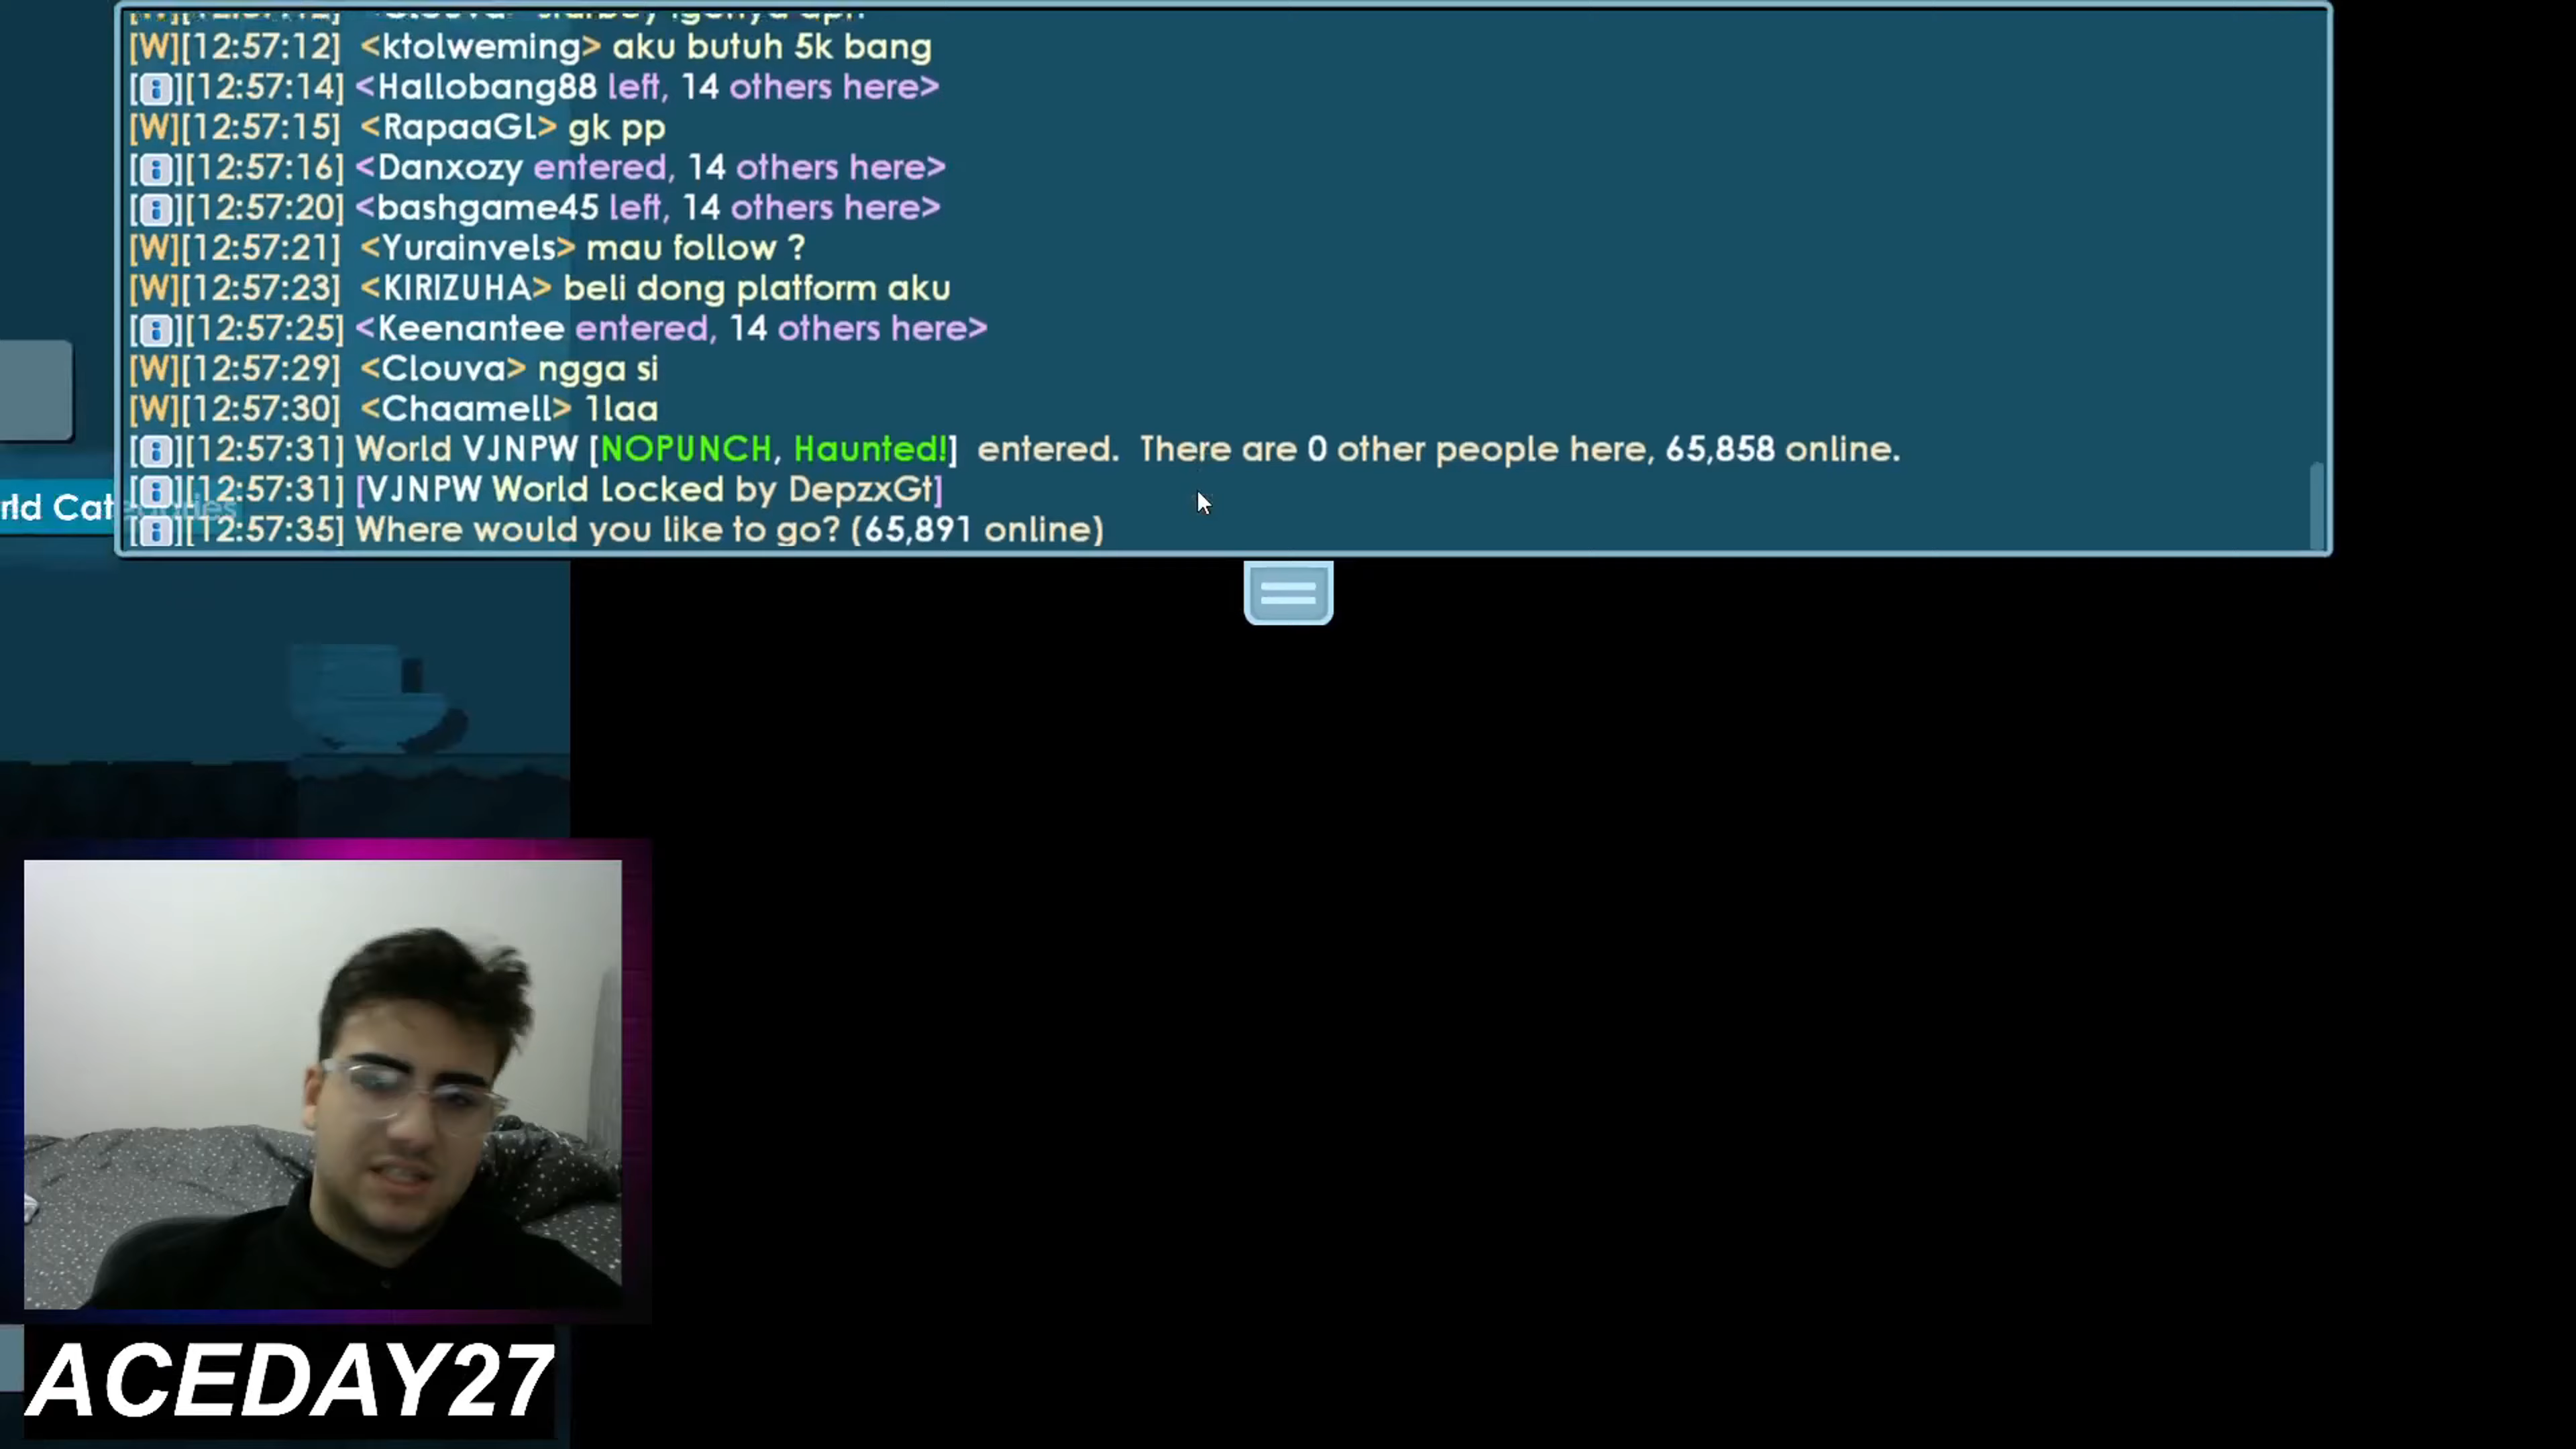 [W][12:57:12] <ktolweming> aku butuh 5k bang
[i][12:57:14] <Hallobang88 left, 14 others here>
[W][12:57:15] <RapaaGl> gk pp
[i][12:57:16] <Danxozy entered, 14 others here>
[i][12:57:20] <bashgame45 left, 14 others here>
[W][12:57:21] <Yurainvels> mau follow ?
[W][12:57:23] <KIRIZUHA> beli dong platform aku
[i][12:57:25] <Keenantee entered, 14 others here>
[W][12:57:29] <Clouva> ngga si
[W][12:57:30] <Chaamell> 1laa
[i][12:57:31] World VJNPW [NOPUNCH, Haunted!] entered. There are 0 other people here, 65,858 online.
[i][12:57:31] [VJNPW World Locked by DepzxGt]
rld Categories
[i][12:57:35] Where would you like to go? (65,891 online)
ACEDAY27